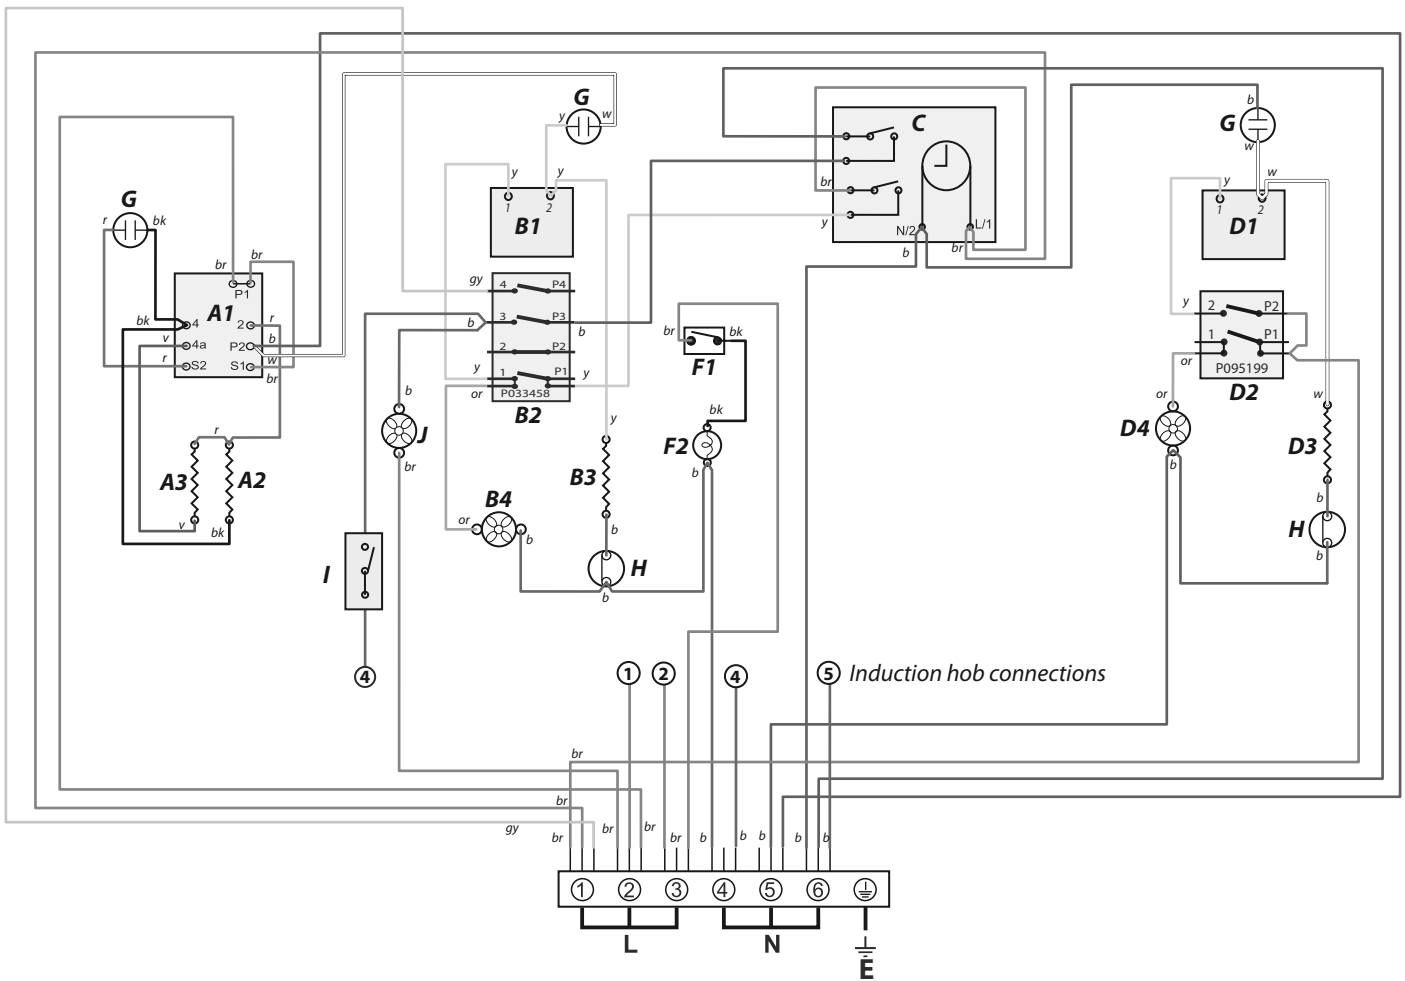 G
y
w
b
G
w
C
br
y
N/2
L/1
b
br
G
r
bk
br
br
P1
A1
bk
4
2
r
v
4a
P2
b
r
S2
S1
w
br
r
A3
A2
v
bk
y
y
1
2
B1
gy
4
P4
b
3
P3
b
2
P2
y
1
P1
y
or
P033458
B2
b
J
br
y
B3
b
B4
or
b
H
b
br
bk
F1
bk
F2
b
y
w
1
2
D1
y
2
P2
1
P1
or
P095199
D2
or
D4
b
w
D3
b
H
b
I
4
1
2
4
5
Induction hob connections
br
br
gy
br
br
br
br
b
b
b
b
b
1
2
3
4
5
6
L
N
E